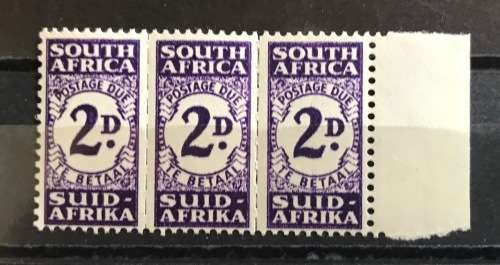 SOUTH
AFRICA
POSTAGE DUE
2D.
TE BETAAL
SUID-
AFRIKA
SOUTH
AFRICA
POSTAGE DUE
2D.
TE BETAAL
SUID-
AFRIKA
SOUTH
AFRICA
POSTAGE DUE
2D.
TE BETAAL
SUID-
AFRIKA